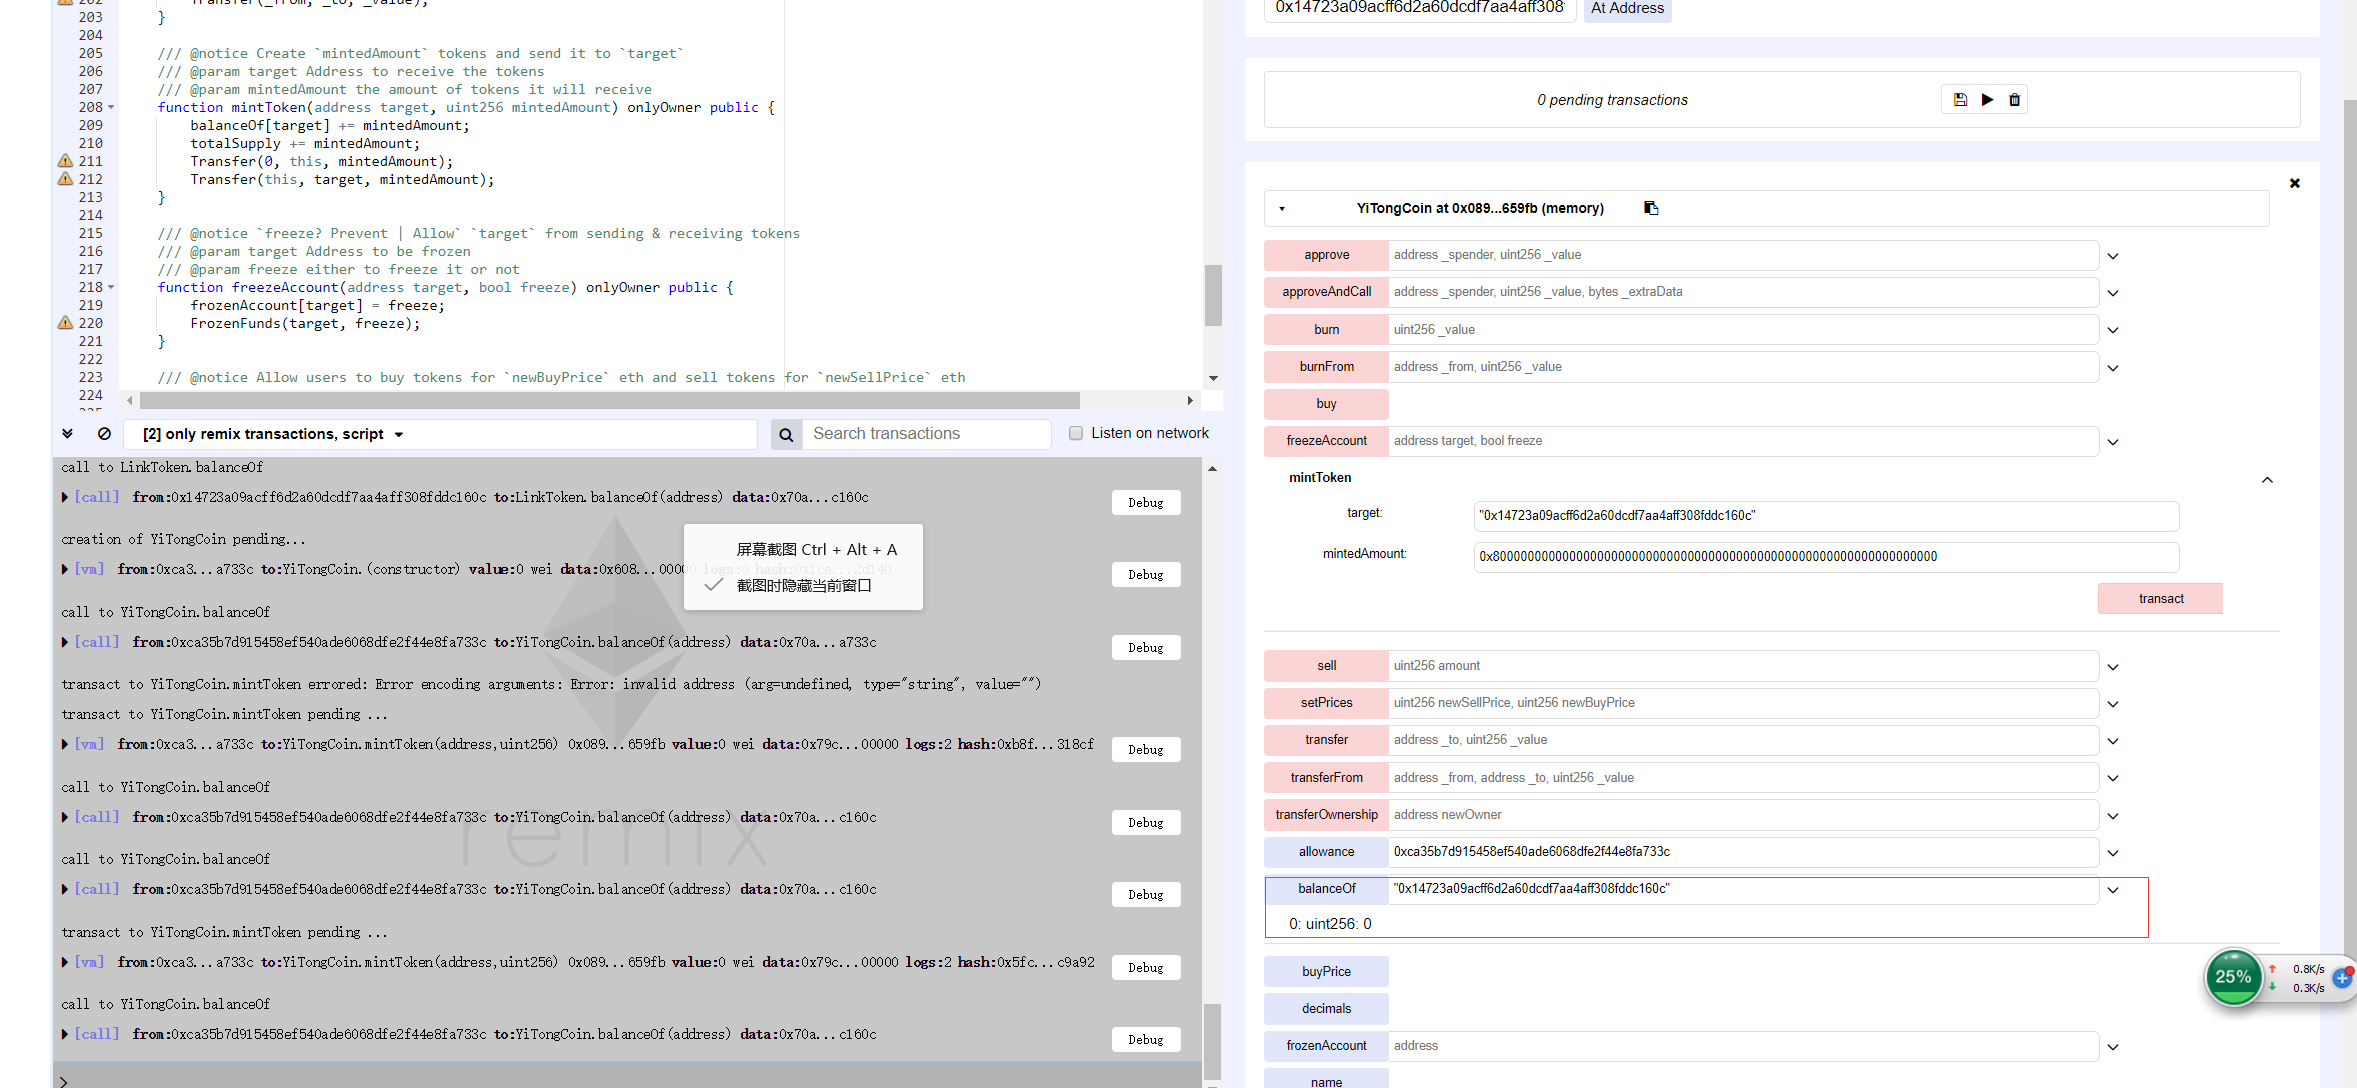 202 Transfer(_from, _to, _value);
203 }
204
205 /// @notice Create `mintedAmount` tokens and send it to `target`
206 /// @param target Address to receive the tokens
207 /// @param mintedAmount the amount of tokens it will receive
208 function mintToken(address target, uint256 mintedAmount) onlyOwner public {
209 balanceOf[target] += mintedAmount;
210 totalSupply += mintedAmount;
211 Transfer(0, this, mintedAmount);
212 Transfer(this, target, mintedAmount);
213 }
214
215 /// @notice `freeze? Prevent | Allow` `target` from sending & receiving tokens
216 /// @param target Address to be frozen
217 /// @param freeze either to freeze it or not
218 function freezeAccount(address target, bool freeze) onlyOwner public {
219 frozenAccount[target] = freeze;
220 FrozenFunds(target, freeze);
221 }
222
223 /// @notice Allow users to buy tokens for `newBuyPrice` eth and sell tokens for `newSellPrice` eth
224
[2] only remix transactions, script
Search transactions
Listen on network
call to LinkToken.balanceOf
[call] from:0x14723a09acff6d2a60dcdf7aa4aff308fddc160c to:LinkToken.balanceOf(address) data:0x70a...c160c
Debug
creation of YiTongCoin pending...
[vm] from:0xca3...a733c to:YiTongCoin.(constructor) value:0 wei data:0x608...00000 logs:0 hash:0x1ce...2d140
Debug
屏幕截图 Ctrl + Alt + A
截图时隐藏当前窗口
call to YiTongCoin.balanceOf
[call] from:0xca35b7d915458ef540ade6068dfe2f44e8fa733c to:YiTongCoin.balanceOf(address) data:0x70a...a733c
Debug
transact to YiTongCoin.mintToken errored: Error encoding arguments: Error: invalid address (arg=undefined, type="string", value="")
transact to YiTongCoin.mintToken pending ...
[vm] from:0xca3...a733c to:YiTongCoin.mintToken(address,uint256) 0x089...659fb value:0 wei data:0x79c...00000 logs:2 hash:0xb8f...318cf
Debug
call to YiTongCoin.balanceOf
[call] from:0xca35b7d915458ef540ade6068dfe2f44e8fa733c to:YiTongCoin.balanceOf(address) data:0x70a...c160c
Debug
remix
call to YiTongCoin.balanceOf
[call] from:0xca35b7d915458ef540ade6068dfe2f44e8fa733c to:YiTongCoin.balanceOf(address) data:0x70a...c160c
Debug
transact to YiTongCoin.mintToken pending ...
[vm] from:0xca3...a733c to:YiTongCoin.mintToken(address,uint256) 0x089...659fb value:0 wei data:0x79c...00000 logs:2 hash:0x5fc...c9a92
Debug
call to YiTongCoin.balanceOf
[call] from:0xca35b7d915458ef540ade6068dfe2f44e8fa733c to:YiTongCoin.balanceOf(address) data:0x70a...c160c
Debug
>
0x14723a09acff6d2a60dcdf7aa4aff308
At Address
0 pending transactions
YiTongCoin at 0x089...659fb (memory)
approve address _spender, uint256 _value
approveAndCall address _spender, uint256 _value, bytes _extraData
burn uint256 _value
burnFrom address _from, uint256 _value
buy
freezeAccount address target, bool freeze
mintToken
target: "0x14723a09acff6d2a60dcdf7aa4aff308fddc160c"
mintedAmount: 0x8000000000000000000000000000000000000000000000000000000000000000
transact
sell uint256 amount
setPrices uint256 newSellPrice, uint256 newBuyPrice
transfer address _to, uint256 _value
transferFrom address _from, address _to, uint256 _value
transferOwnership address newOwner
allowance 0xca35b7d915458ef540ade6068dfe2f44e8fa733c
balanceOf "0x14723a09acff6d2a60dcdf7aa4aff308fddc160c"
0: uint256: 0
buyPrice
decimals
frozenAccount address
name
25%
0.8K/s
0.3K/s